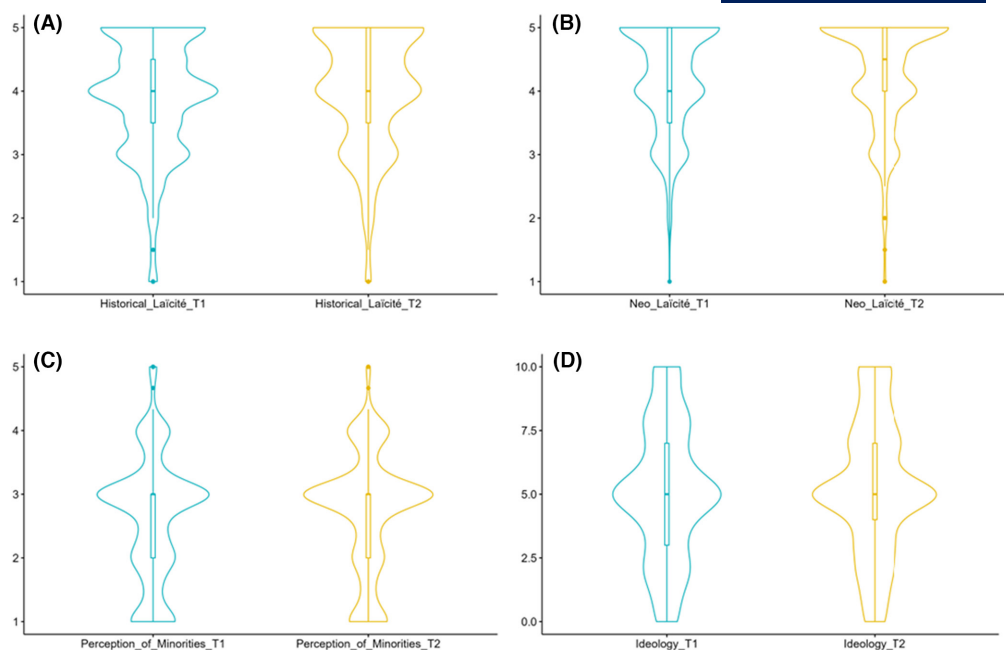 (A)
5
4
3
2
1
Historical_Laïcité_T1 Historical_Laïcité_T2
(B)
5
4
3
2
1
Neo_Laïcité_T1 Neo_Laïcité_T2
(C)
5
4
3
2
1
Perception_of_Minorities_T1 Perception_of_Minorities_T2
(D)
10.0
7.5
5.0
2.5
0.0
Ideology_T1 Ideology_T2